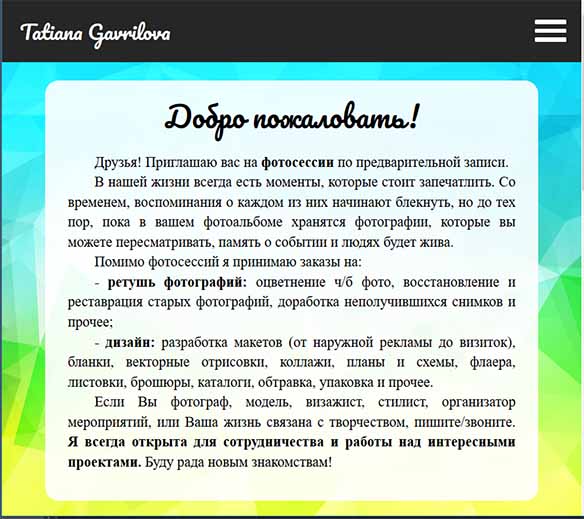 Tatiana Gavrilova
Добро пожаловать!
Друзья! Приглашаю вас на фотосессии по предварительной записи.
В нашей жизни всегда есть моменты, которые стоит запечатлить. Со
временем, воспоминания о каждом из них начинают блекнуть, но до тех
пор, пока в вашем фотоальбоме хранятся фотографии, которые вы
можете пересматривать, память о событии и людях будет жива.
Помимо фотосессий я принимаю заказы на:
- ретушь фотографий: оцветнение ч/б фото, восстановление и
реставрация старых фотографий, доработка неполучившихся снимков и
прочее;
- дизайн: разработка макетов (от наружной рекламы до визиток),
бланки, векторные отрисовки, коллажи, планы и схемы, флаера,
листовки, брошюры, каталоги, обтравка, упаковка и прочее.
Если Вы фотограф, модель, визажист, стилист, организатор
мероприятий, или Ваша жизнь связана с творчеством, пишите/звоните.
Я всегда открыта для сотрудничества и работы над интересными
проектами. Буду рада новым знакомствам!